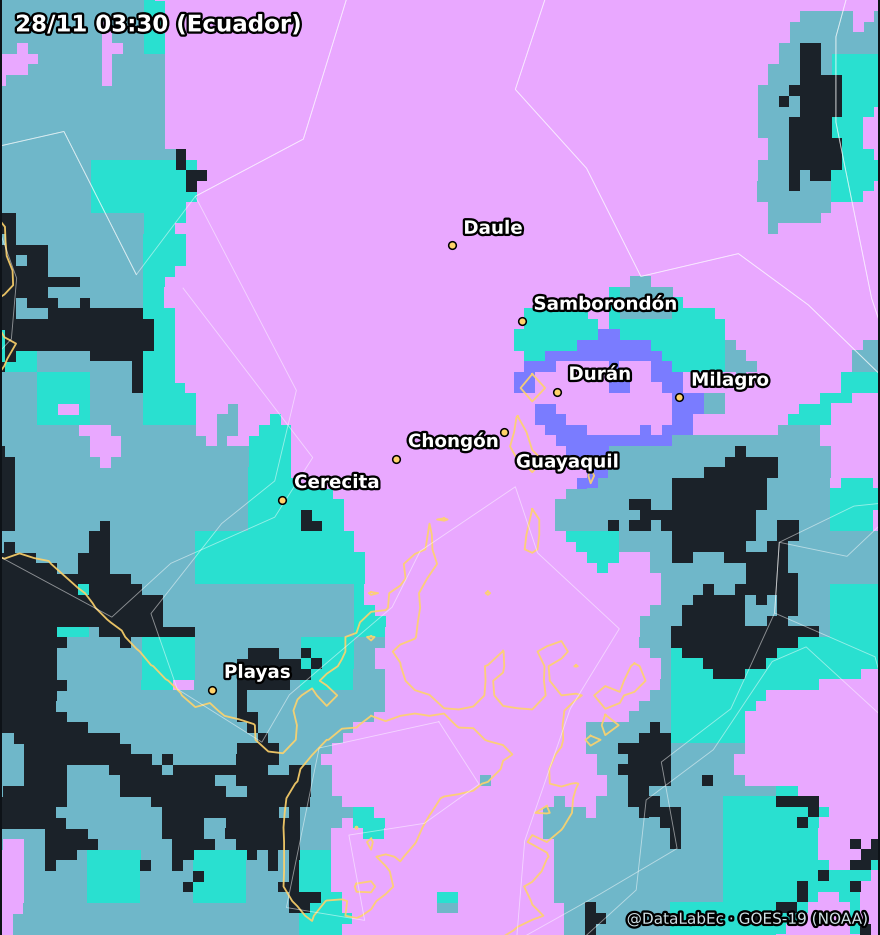 28/11 03:30 (Ecuador)
Daule
Samborondón
Durán
Milagro
Chongón
Guayaquil
Cerecita
Playas
@DataLabEc · GOES-19 (NOAA)